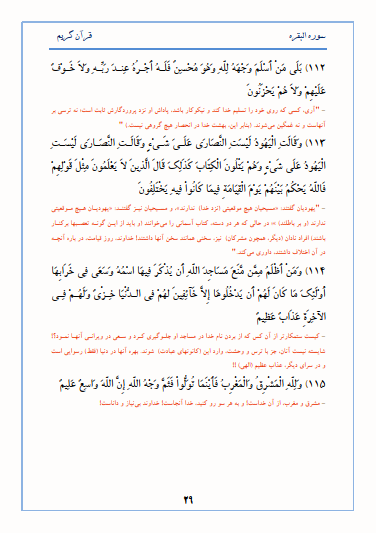 سوره البقره
قرآن کریم
(۱۱۲) بَلَى مَنْ أَسْلَمَ وَجْهَهُ لِلّهِ وَهُوَ مُحْسِنٌ فَلَهُ أَجْرُهُ عِندَ رَبِّهِ وَلاَ خَوْفٌ
عَلَيْهِمْ وَلاَ هُمْ يَحْزَنُونَ
- "آری، کسی که روی خود را تسلیم خدا کند و نیکوکار باشد، پاداش او نزد پروردگارش ثابت است؛ نه ترسی بر
آنهاست و نه غمگین می‌شوند. (بنابر این، بهشت خدا در انحصار هیچ گروهی نیست.) "
(۱۱۳) وَقَالَتِ الْيَهُودُ لَيْسَتِ النَّصَارَى عَلَىَ شَيْءٍ وَقَالَتِ النَّصَارَى لَيْسَتِ
الْيَهُودُ عَلَى شَيْءٍ وَهُمْ يَتْلُونَ الْكِتَابَ كَذَلِكَ قَالَ الَّذِينَ لاَ يَعْلَمُونَ مِثْلَ قَوْلِهِمْ
فَاللّهُ يَحْكُمُ بَيْنَهُمْ يَوْمَ الْقِيَامَةِ فِيمَا كَانُواْ فِيهِ يَخْتَلِفُونَ
- "یهودیان گفتند: «مسیحیان هیچ موقعیتی (نزد خدا) ندارند»، و مسیحیان نیز گفتند: «یهودیان هیچ موقعیتی
ندارند (و بر باطلند)»؛ در حالی که هر دو دسته، کتاب آسمانی را می‌خوانند (و باید از این گونه تعصبها برکنار
باشند) افراد نادان (دیگر، همچون مشرکان) نیز، سخنی همانند سخن آنها داشتند! خداوند، روز قیامت، در باره آنچه
در آن اختلاف داشتند، داوری می‌کند."
(۱۱۴) وَمَنْ أَظْلَمُ مِمَّن مَّنَعَ مَسَاجِدَ اللّهِ أَن يُذْكَرَ فِيهَا اسْمُهُ وَسَعَى فِي خَرَابِهَا
أُوْلَئِكَ مَا كَانَ لَهُمْ أَن يَدْخُلُوهَا إِلاَّ خَآئِفِينَ لهُمْ فِي الدُّنْيَا خِزْيٌ وَلَهُمْ فِي
الآخِرَةِ عَذَابٌ عَظِيمٌ
- کیست ستمکارتر از آن کس که از بردن نام خدا در مساجد او جلوگیری کرد و سعی در ویرانی آنها نمود؟!
شایسته نیست آنان، جز با ترس و وحشت، وارد این (کانونهای عبادت) شوند. بهره آنها در دنیا (فقط) رسوایی است
و در سرای دیگر، عذاب عظیم (الهی)!!
(۱۱۵) وَلِلّهِ الْمَشْرِقُ وَالْمَغْرِبُ فَأَيْنَمَا تُوَلُّواْ فَثَمَّ وَجْهُ اللّهِ إِنَّ اللّهَ وَاسِعٌ عَلِيمٌ
- مشرق و مغرب، از آن خداست! و به هر سو رو کنید، خدا آنجاست! خداوند بی‌نیاز و داناست!
۲۹